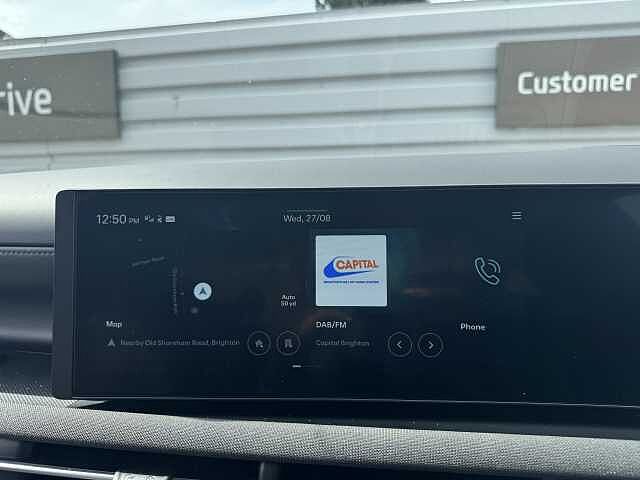 rive
Customer
12:50 PM
Wed, 27/08
CAPITAL
Auto
50 yd
Map
DAB/FM
Phone
Nearby Old Shoreham Road, Brighton
Capital Brighton